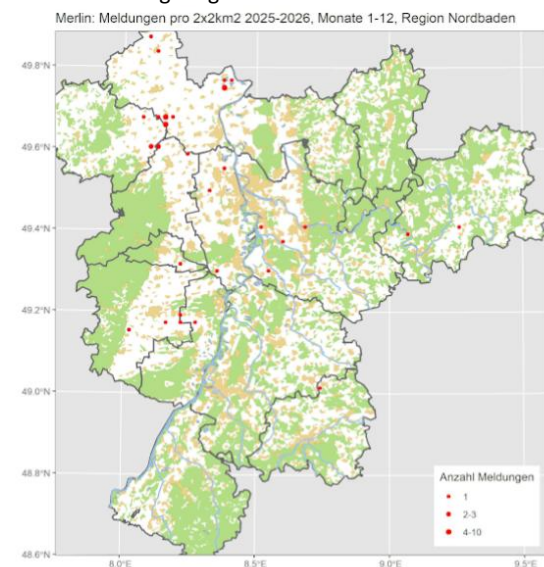 Merlin: Meldungen pro 2x2km2 2025-2026, Monate 1-12, Region Nordbaden
49.8°N
49.6°N
49.4°N
49.2°N
49.0°N
48.8°N
48.6°N
8.0°E
8.5°E
9.0°E
9.5°E
Anzahl Meldungen
1
2-3
4-10